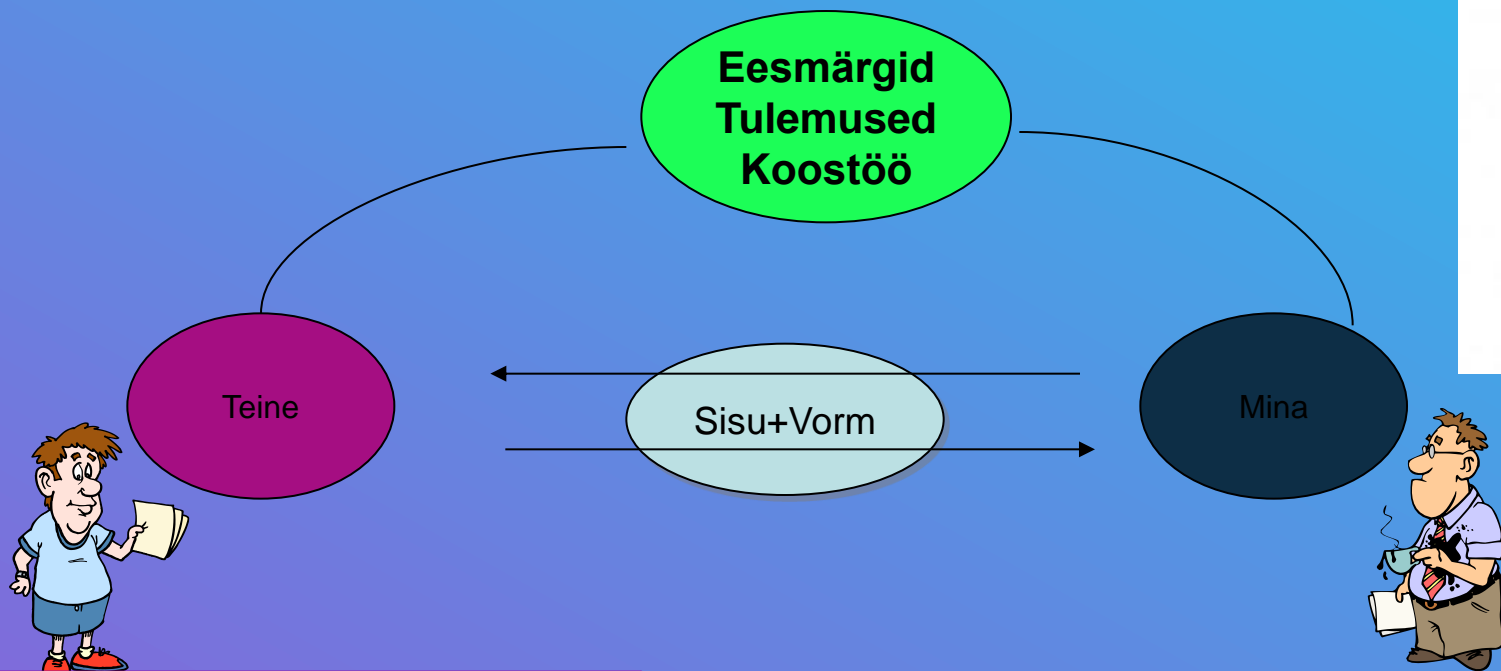 Eesmärgid
Tulemused
Koostöö
Teine
Sisu+Vorm
Mina